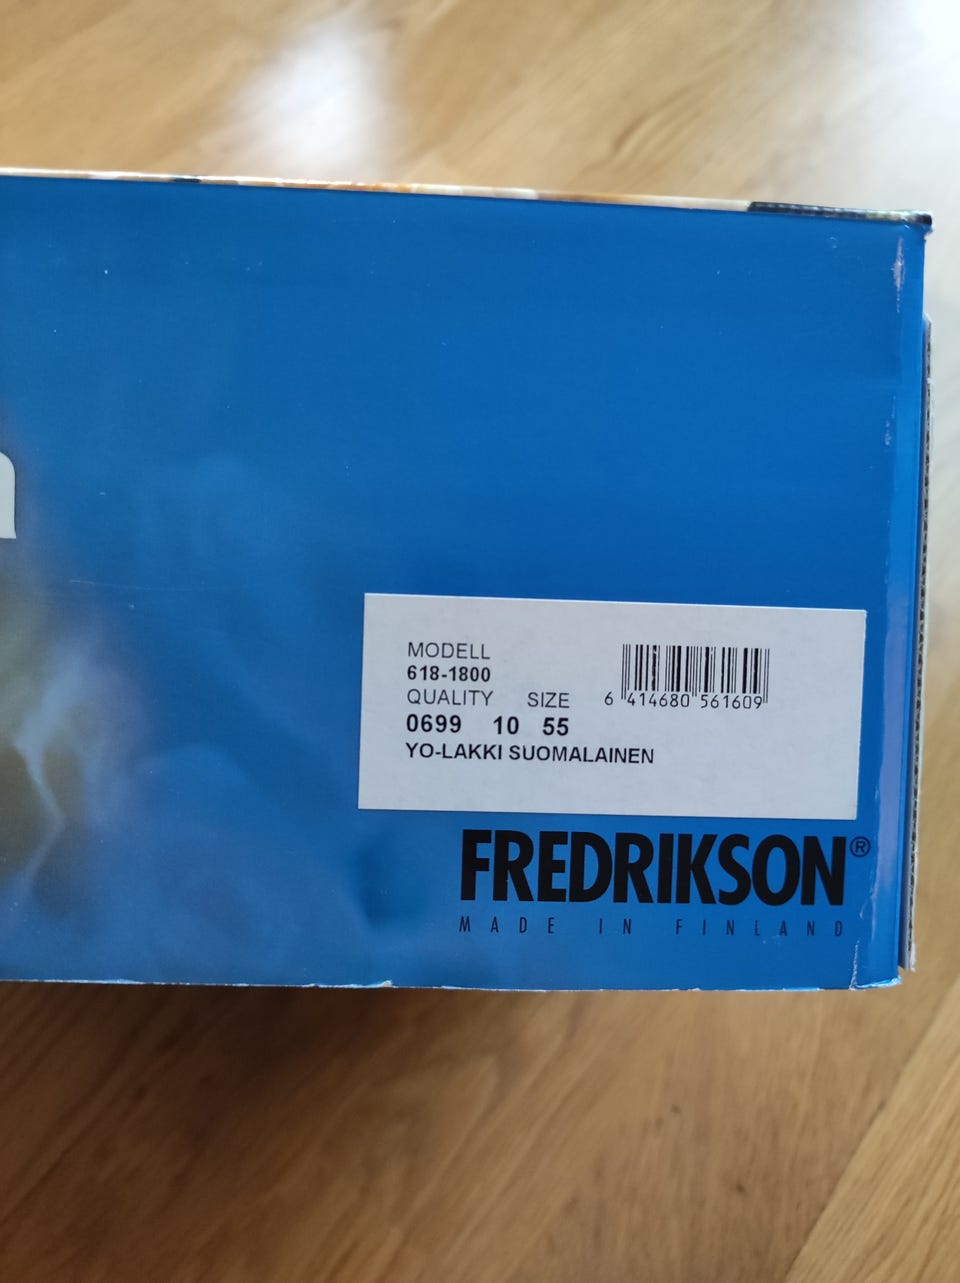 MODELL
618-1800
QUALITY SIZE
0699 10 55
YO-LAKKI SUOMALAINEN
6 414680 561609
FREDRIKSON®
MADE IN FINLAND